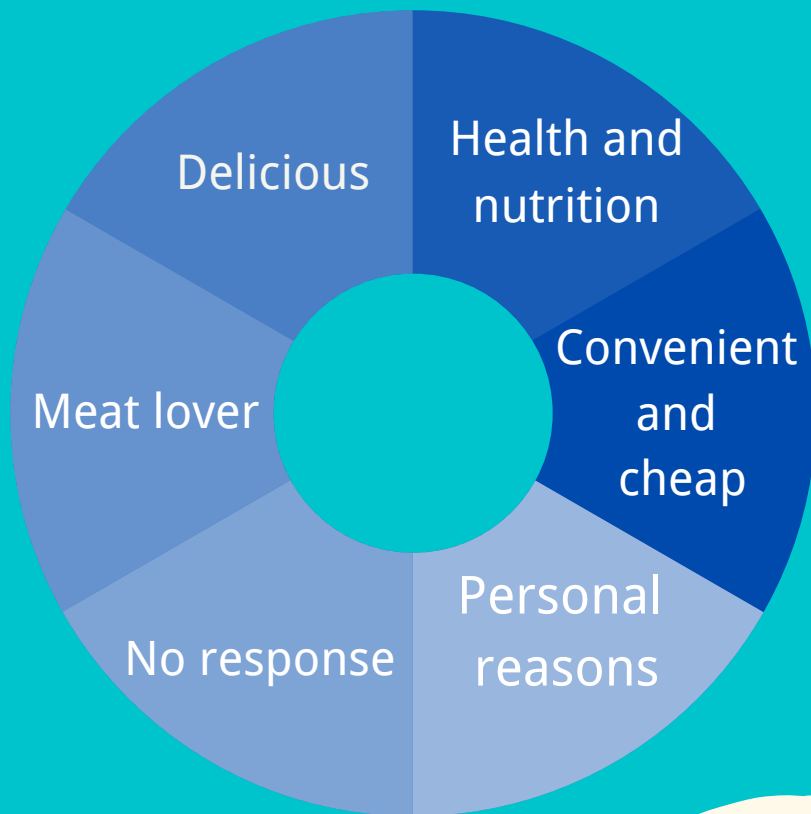 Health and
nutrition
Convenient
and
cheap
Personal
reasons
No response
Meat lover
Delicious